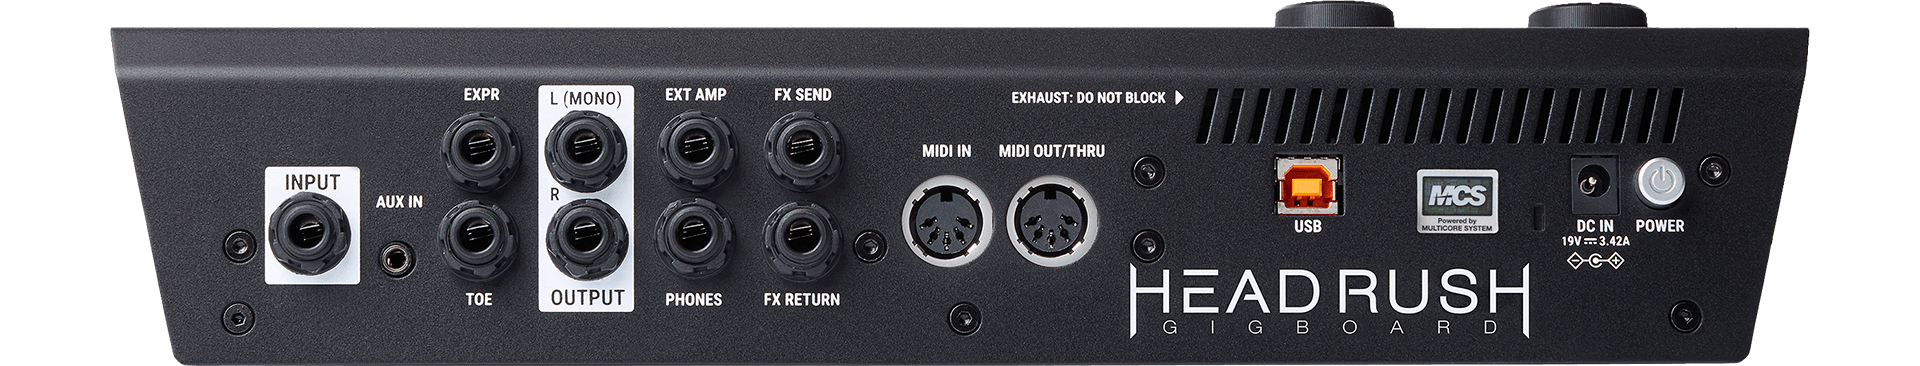 EXPR
L (MONO)
EXT AMP
FX SEND
EXHAUST: DO NOT BLOCK
INPUT
AUX IN
R
MIDI IN
MIDI OUT/THRU
MCS
Powered by
MULTICORE SYSTEM
USB
DC IN
19V 3.42A
POWER
TOE
OUTPUT
PHONES
FX RETURN
HEADRUSH
GIGBOARD